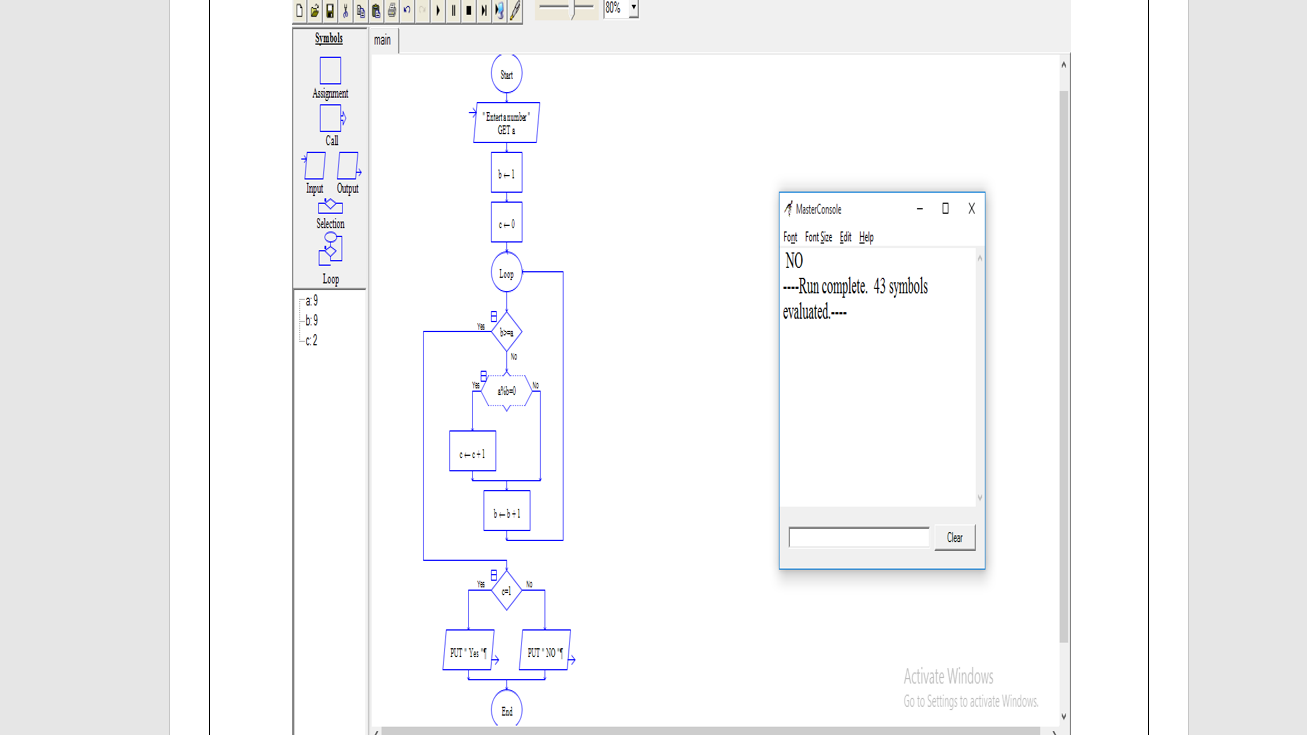 80%
Symbols
main
Assignment
Call
Input Output
Selection
Loop
a: 9
b: 9
c: 2
Start
"Enter a number"
GET a
b ← 1
c ← 0
Loop
Yes b>=a
No
Yes a%b=0 No
c ← c + 1
b ← b + 1
Yes c=1 No
PUT " Yes "¶ PUT " NO "¶
End
MasterConsole
Font Font Size Edit Help
NO
----Run complete. 43 symbols
evaluated.----
Clear
Activate Windows
Go to Settings to activate Windows.